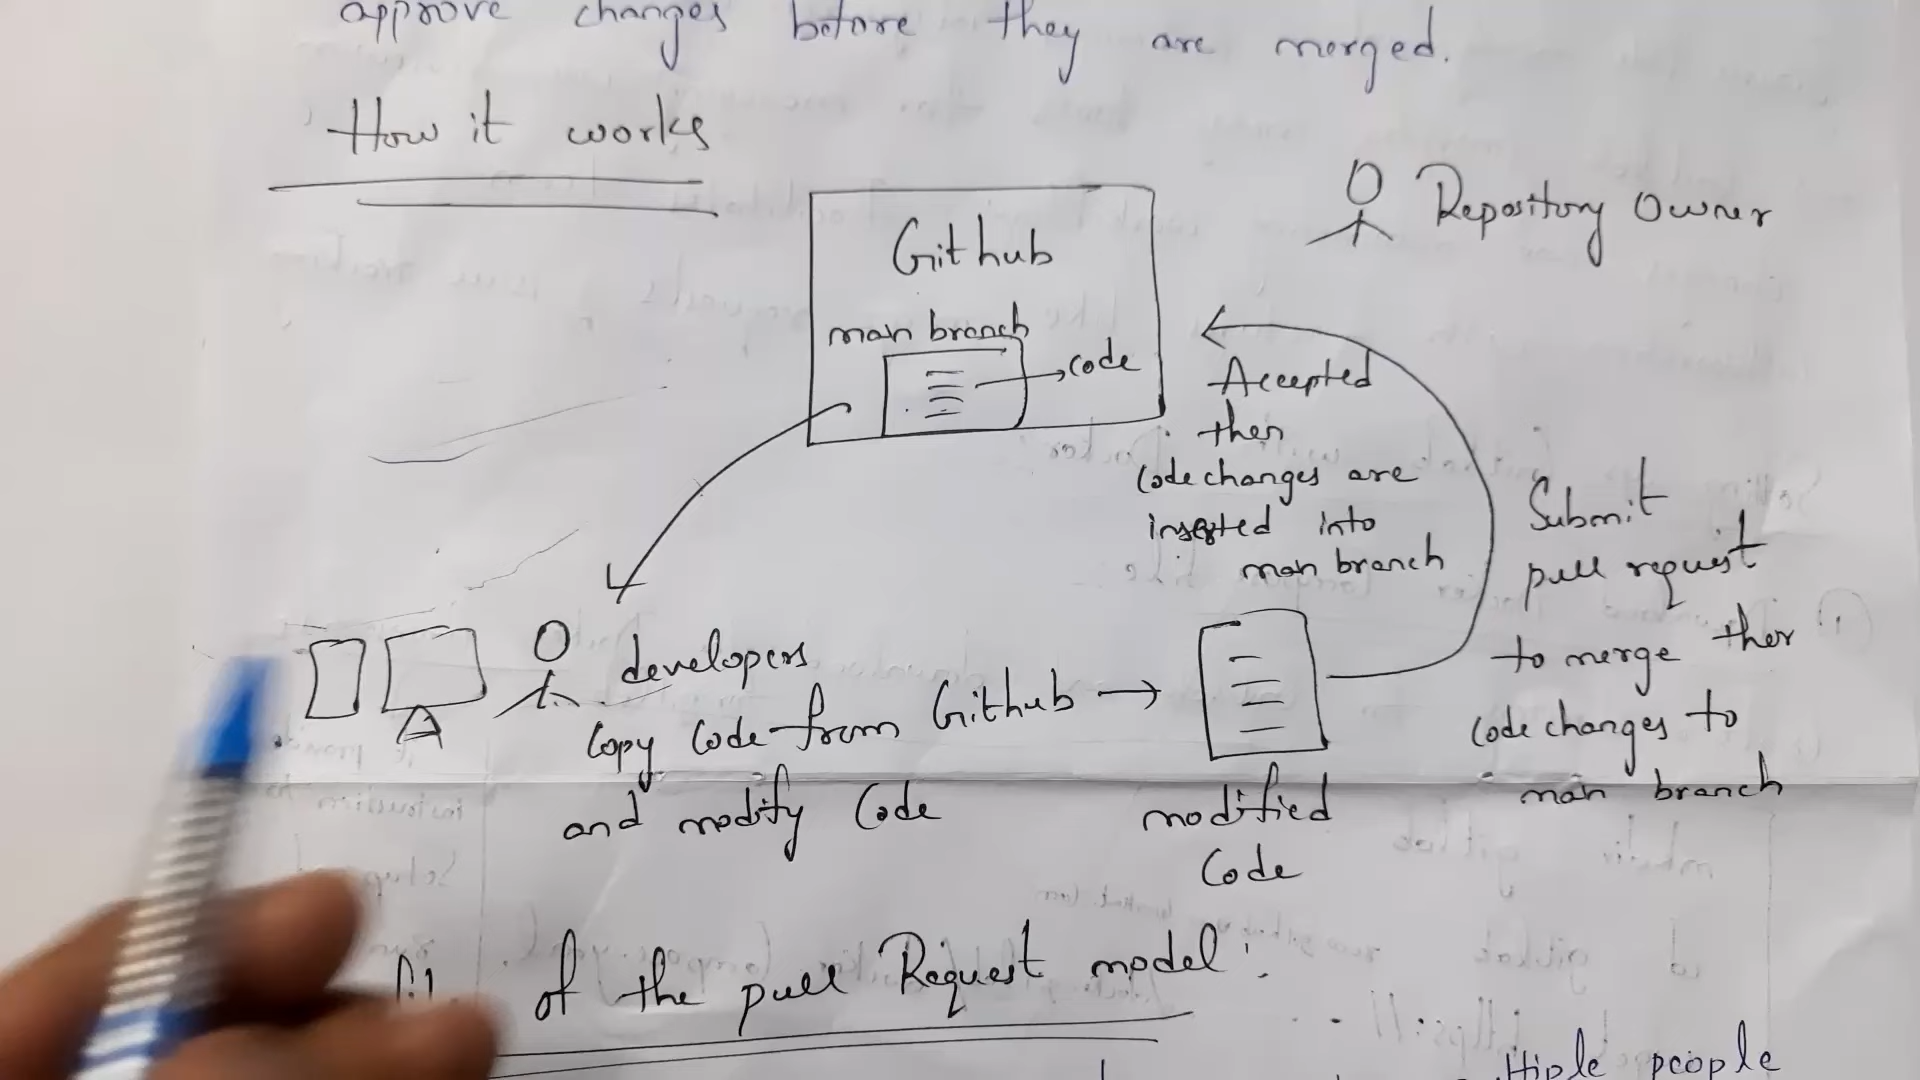 approve changes before they are merged.
How it works
Repository Owner
Github
main branch
code
Accepted
then
code changes are
inserted into
main branch
Submit
pull request
to merge their
code changes to
main branch
developers
copy code from Github →
and modify Code
modified
Code
of the pull Request model:
people